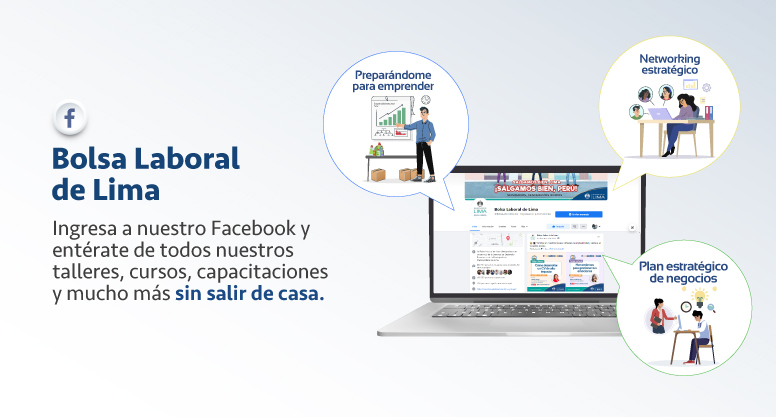 Bolsa Laboral
de Lima
Ingresa a nuestro Facebook y
entérate de todos nuestros
talleres, cursos, capacitaciones
y mucho más sin salir de casa.
Preparándome
para emprender
Networking
estratégico
¡SALGAMOS BIEN, PERÚ!
LIMA
LIMA
Bolsa Laboral de Lima
Plan estratégico
de negocios